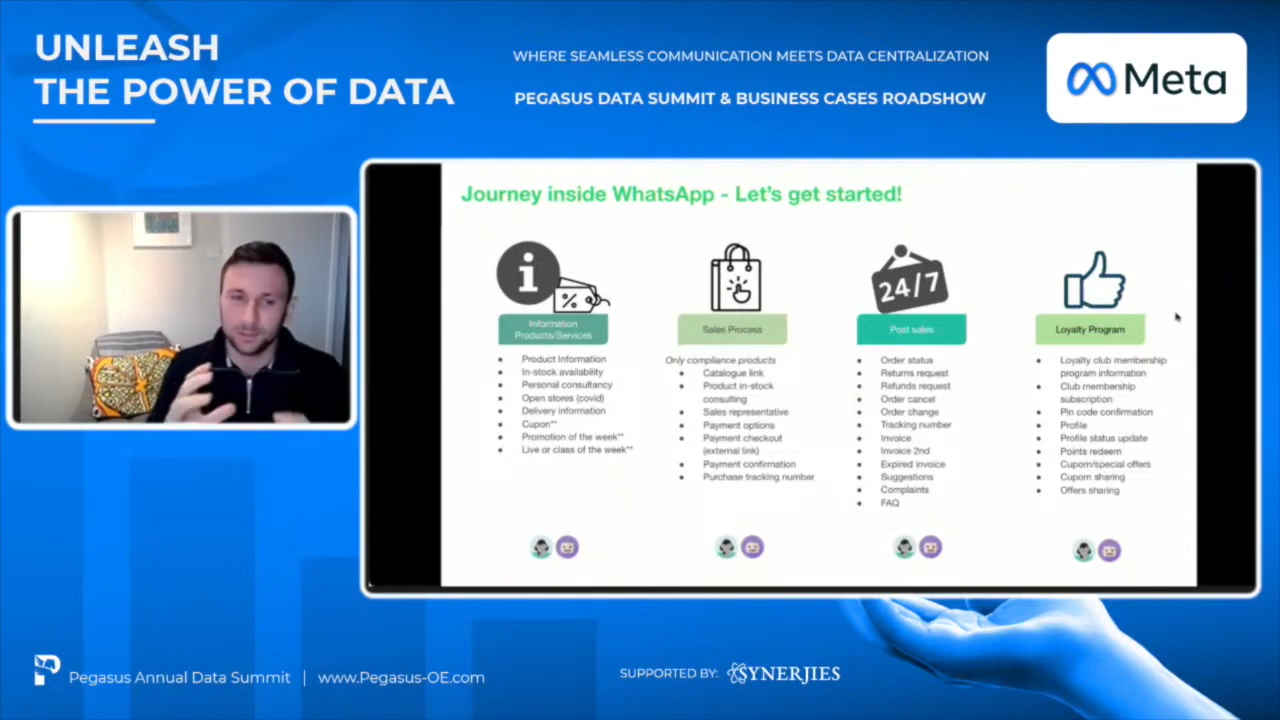 UNLEASH
THE POWER OF DATA
WHERE SEAMLESS COMMUNICATION MEETS DATA CENTRALIZATION
PEGASUS DATA SUMMIT & BUSINESS CASES ROADSHOW
Meta
Journey inside WhatsApp - Let's get started!
i
%
Information
Products/Services
• Product Information
• In-stock availability
• Personal consultancy
• Open stores (covid)
• Delivery information
• Cupon**
• Promotion of the week**
• Live or class of the week**
Sales Process
Only compliance products
• Catalogue link
• Product in-stock
consulting
• Sales representative
• Payment options
• Payment checkout
(external link)
• Payment confirmation
• Purchase tracking number
24/7
Post sales
• Order status
• Returns request
• Refunds request
• Order cancel
• Order change
• Tracking number
• Invoice
• Invoice 2nd
• Expired invoice
• Suggestions
• Complaints
• FAQ
Loyalty Program
• Loyalty club membership
program information
• Club membership
subscription
• Pin code confirmation
• Profile
• Profile status update
• Points redeem
• Cupom/special offers
• Cupom sharing
• Offers sharing
Pegasus Annual Data Summit | www.Pegasus-OE.com
SUPPORTED BY: SYNERJIES